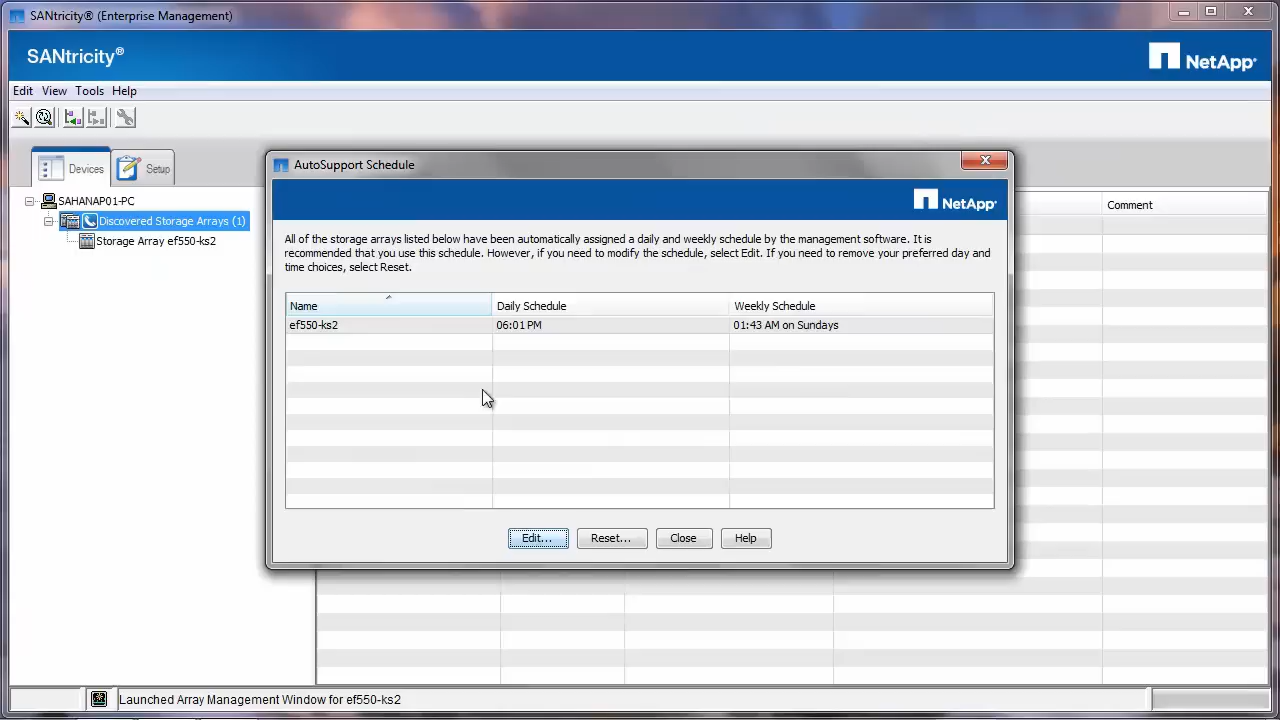 SANtricity® (Enterprise Management)
SANtricity®
NetApp®
Edit View Tools Help
Devices Setup
SAHANAP01-PC
Discovered Storage Arrays (1)
Storage Array ef550-ks2
Comment
AutoSupport Schedule
NetApp®
All of the storage arrays listed below have been automatically assigned a daily and weekly schedule by the management software. It is
recommended that you use this schedule. However, if you need to modify the schedule, select Edit. If you need to remove your preferred day and
time choices, select Reset.
Name Daily Schedule Weekly Schedule
ef550-ks2 06:01 PM 01:43 AM on Sundays
Edit... Reset... Close Help
Launched Array Management Window for ef550-ks2